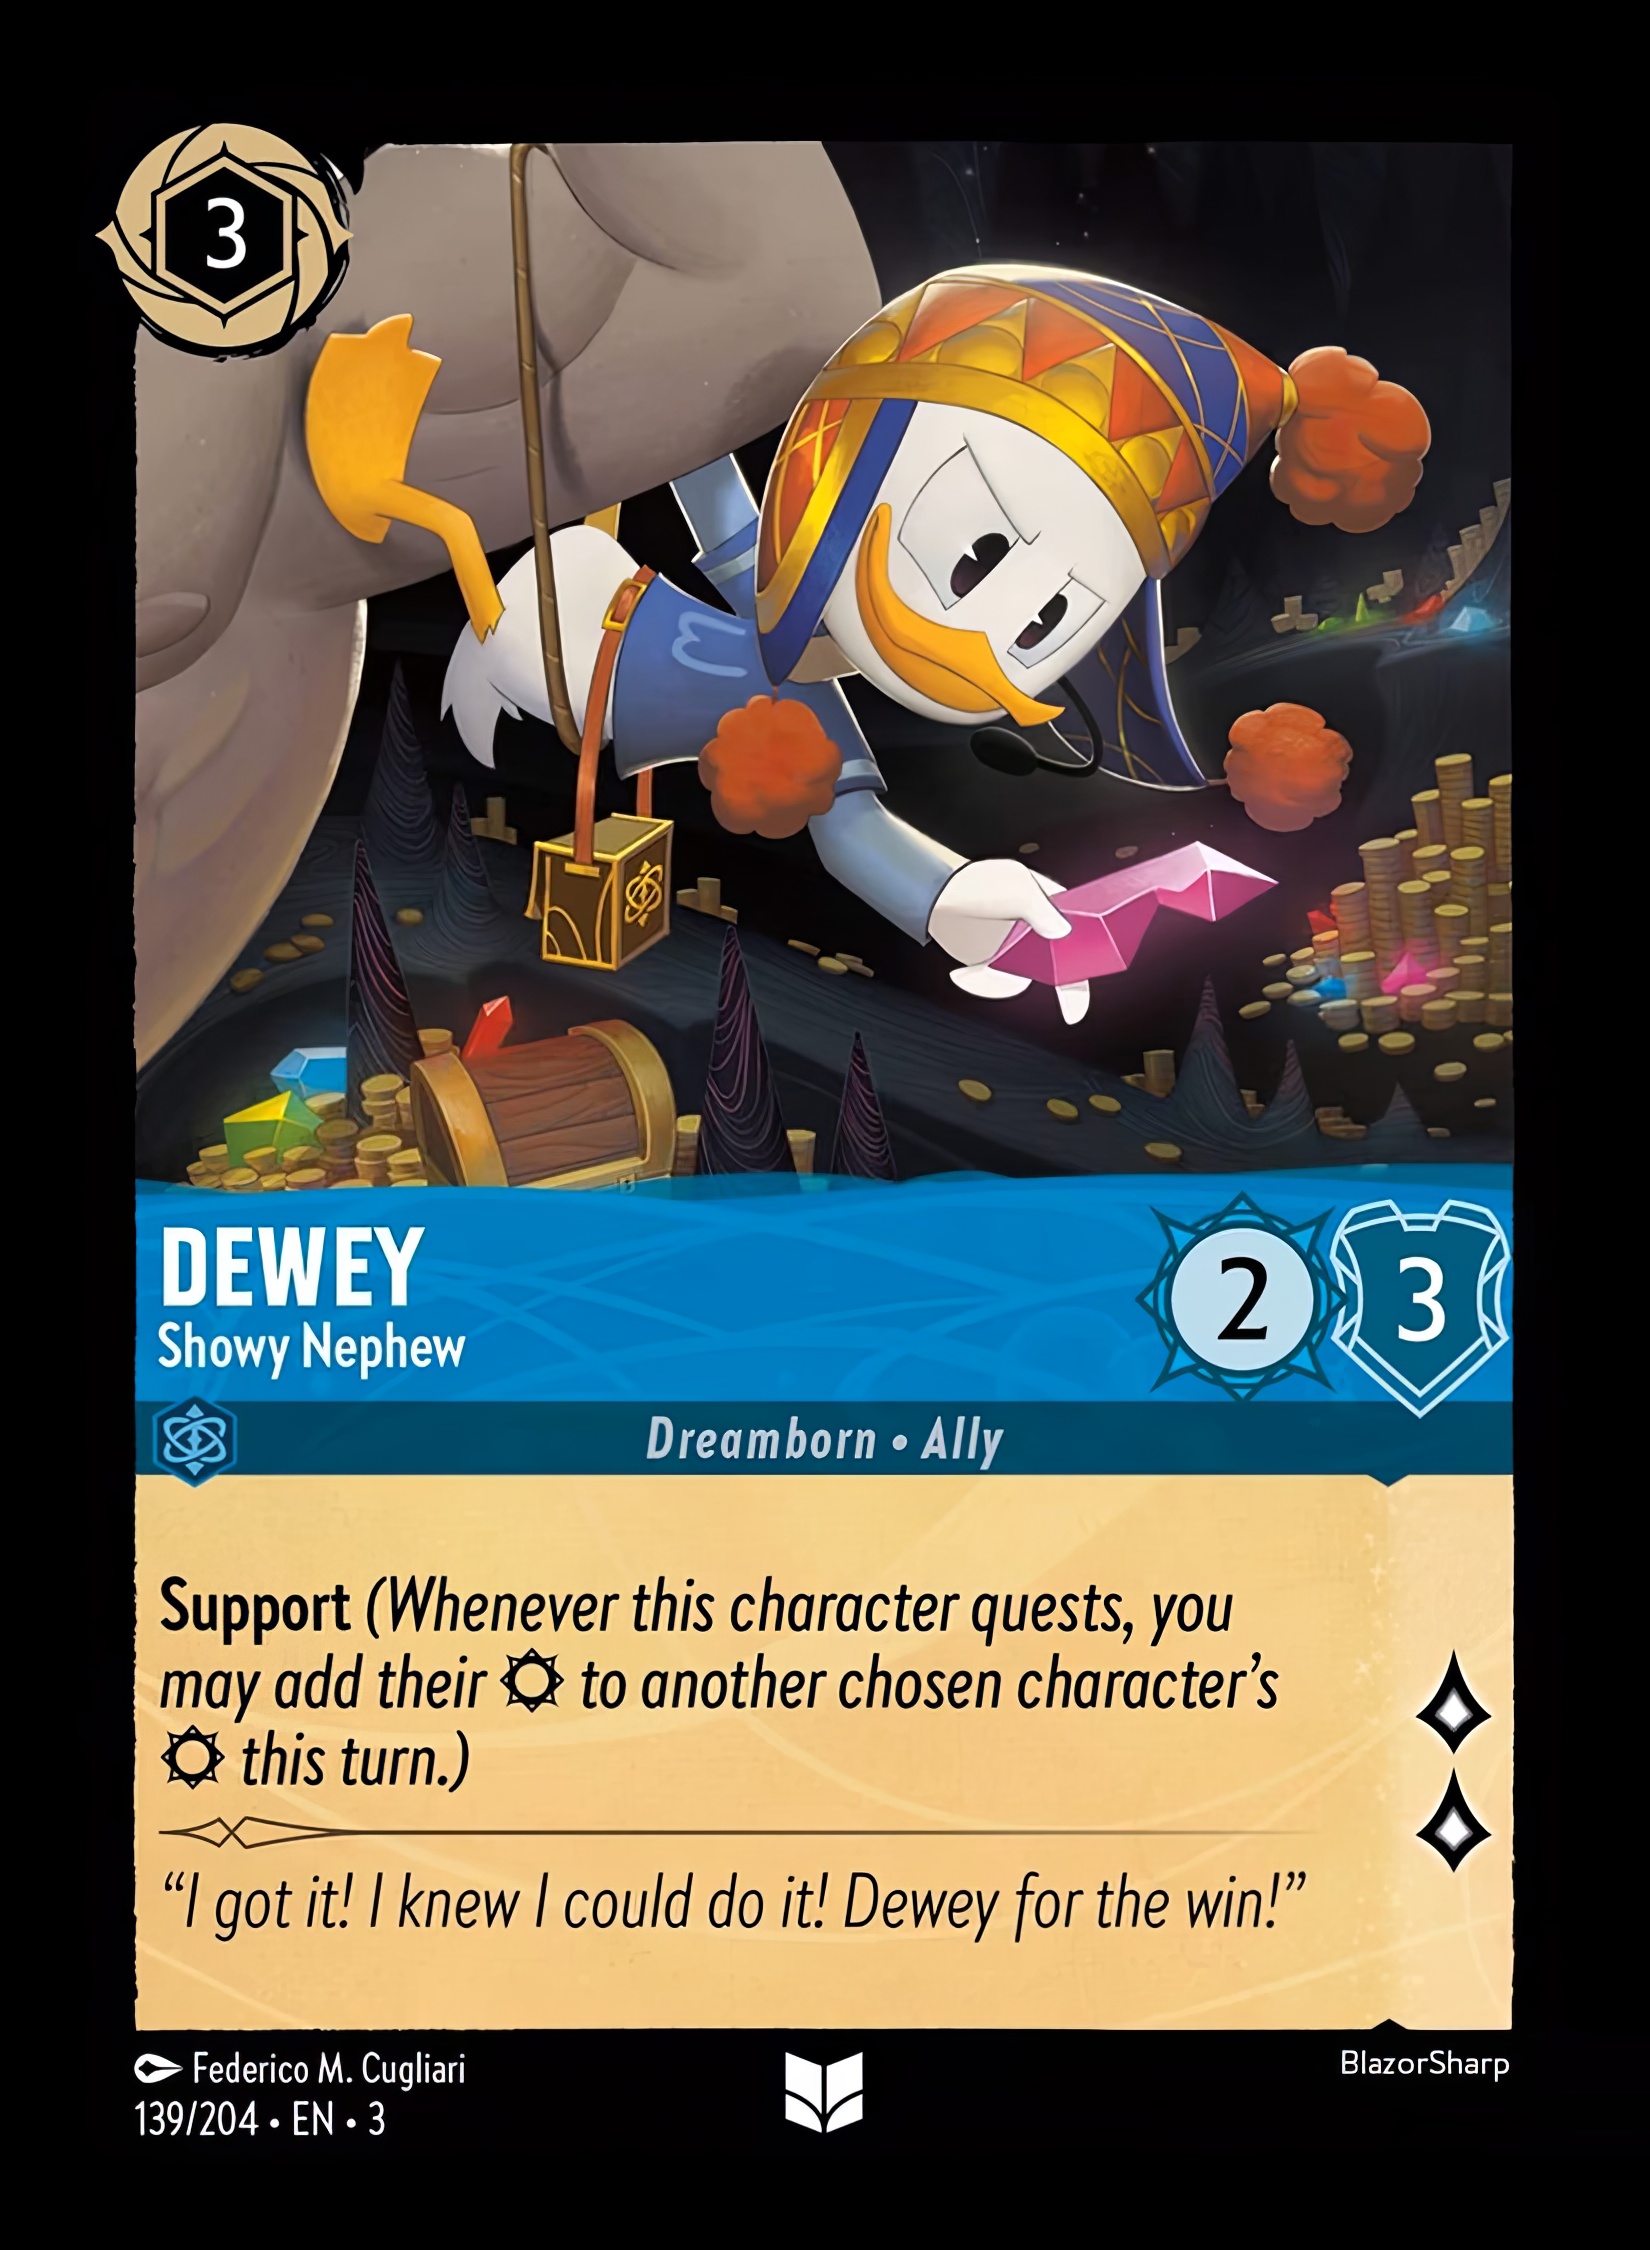 3
W
DEWEY
Showy Nephew
2
3
Dreamborn • Ally
Support (Whenever this character quests, you
may add their to another chosen character’s
this turn.)
“I got it! I knew I could do it! Dewey for the win!”
Federico M. Cugliari
139/204 • EN • 3
BlazorSharp